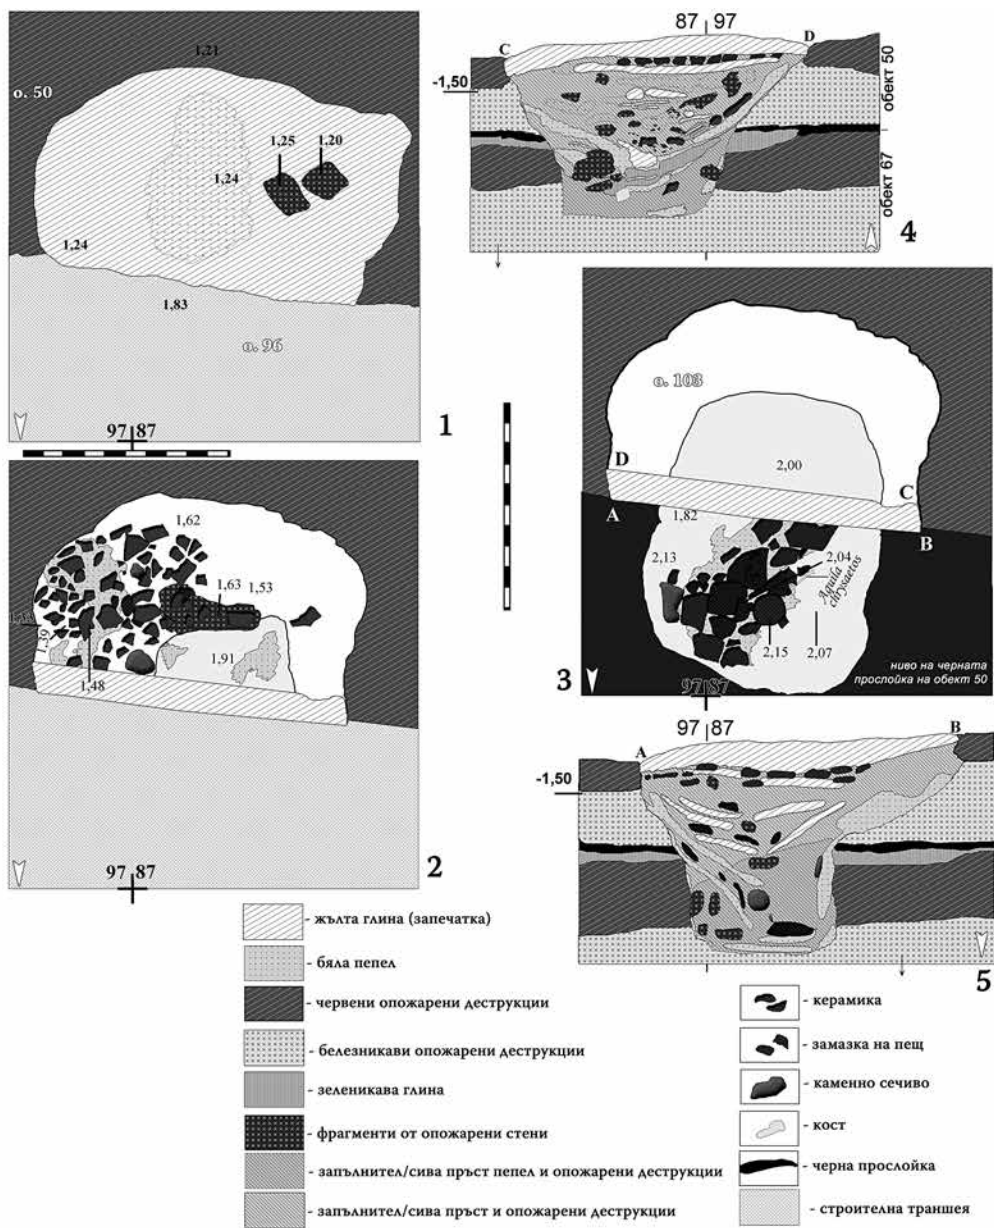 1,21
о. 50
1,25
1,20
1,24
1,24
1,83
о. 96
97 87
1
87 97
C
D
-1,50
обект 50
обект 67
4
о. 103
2,00
D
C
A
B
1,82
2,13
2,04
Aquila
chrysaetos
2,15
2,07
ниво на черната
прослойка на обект 50
97 87
3
1,62
1,63
1,53
1,39
1,91
1,48
97 87
2
97 87
A
B
-1,50
5
- жълта глина (запечатка)
- бяла пепел
- червени опожарени деструкции
- белезникави опожарени деструкции
- зеленикава глина
- фрагменти от опожарени стени
- запълнител/сива пръст пепел и опожарени деструкции
- запълнител/сива пръст и опожарени деструкции
- керамика
- замазка на пещ
- каменно сечиво
- кост
- черна прослойка
- строителна траншея